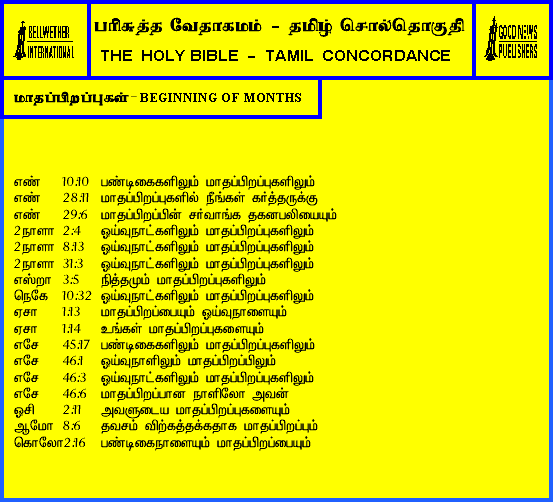 BELLWETHER
INTERNATIONAL
பரிசுத்த வேதாகமம் - தமிழ் சொல்தொகுதி
THE HOLY BIBLE - TAMIL CONCORDANCE
GOOD NEWS
PUBLISHERS
மாதப்பிறப்புகள் - BEGINNING OF MONTHS
எண் 10:10 பண்டிகைகளிலும் மாதப்பிறப்புகளிலும்
எண் 28:11 மாதப்பிறப்புகளில் நீங்கள் கர்த்தருக்கு
எண் 29:6 மாதப்பிறப்பின் சர்வாங்க தகனபலியையும்
2நாளா 2:4 ஓய்வுநாட்களிலும் மாதப்பிறப்புகளிலும்
2நாளா 8:13 ஓய்வுநாட்களிலும் மாதப்பிறப்புகளிலும்
2நாளா 31:3 ஓய்வுநாட்களிலும் மாதப்பிறப்புகளிலும்
எஸ்றா 3:5 நித்தமும் மாதப்பிறப்புகளிலும்
நெகே 10:32 ஓய்வுநாட்களிலும் மாதப்பிறப்புகளிலும்
ஏசா 1:13 மாதப்பிறப்பையும் ஓய்வுநாளையும்
ஏசா 1:14 உங்கள் மாதப்பிறப்புகளையும்
எசே 45:17 பண்டிகைகளிலும் மாதப்பிறப்புகளிலும்
எசே 46:1 ஓய்வுநாளிலும் மாதப்பிறப்பிலும்
எசே 46:3 ஓய்வுநாட்களிலும் மாதப்பிறப்புகளிலும்
எசே 46:6 மாதப்பிறப்பான நாளிலோ அவன்
ஓசி 2:11 அவளுடைய மாதப்பிறப்புகளையும்
ஆமோ 8:6 தவசம் விற்கத்தக்கதாக மாதப்பிறப்பும்
கொலோ2:16 பண்டிகைநாளையும் மாதப்பிறப்பையும்